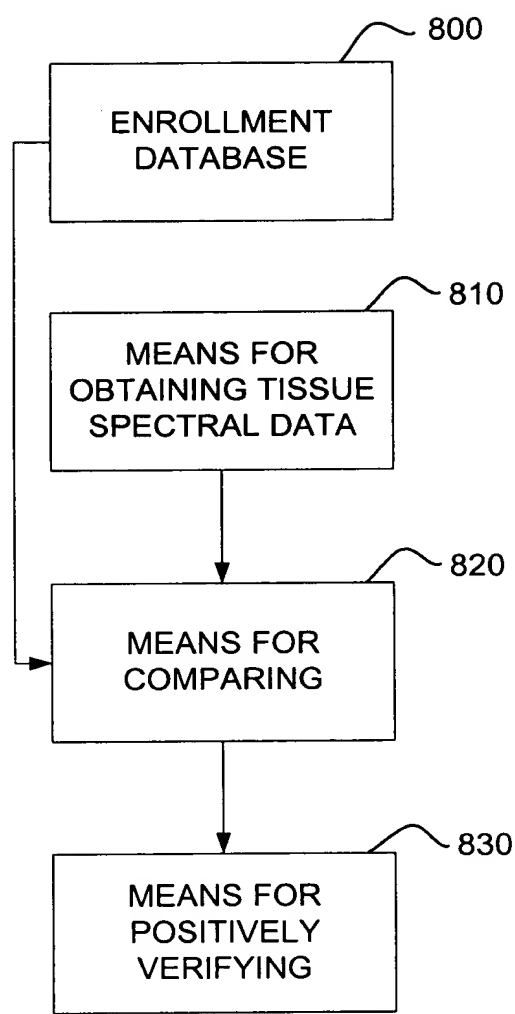 800
ENROLLMENT
DATABASE
810
MEANS FOR
OBTAINING TISSUE
SPECTRAL DATA
820
MEANS FOR
COMPARING
830
MEANS FOR
POSITIVELY
VERIFYING